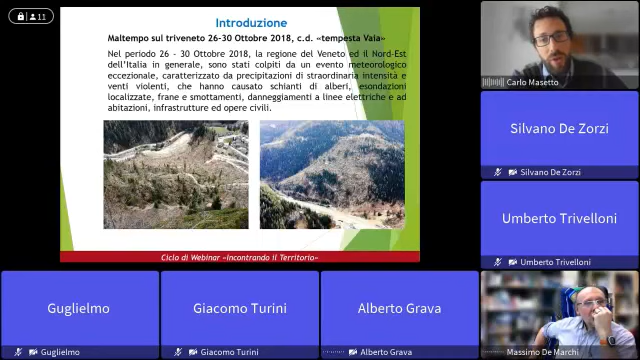 11
Introduzione
Maltempo sul triveneto 26-30 Ottobre 2018, c.d. «tempesta Vaia»
Nel periodo 26 - 30 Ottobre 2018, la regione del Veneto ed il Nord-Est
dell'Italia in generale, sono stati colpiti da un evento meteorologico
eccezionale, caratterizzato da precipitazioni di straordinaria intensità e
venti violenti, che hanno causato schianti di alberi, esondazioni
localizzate, frane e smottamenti, danneggiamenti a linee elettriche e ad
abitazioni, infrastrutture ed opere civili.
Ciclo di Webinar «Incontrando il Territorio»
Carlo Masetto
Silvano De Zorzi
Silvano De Zorzi
Umberto Trivelloni
Umberto Trivelloni
Guglielmo
Guglielmo
Giacomo Turini
Giacomo Turini
Alberto Grava
Alberto Grava
Massimo De Marchi